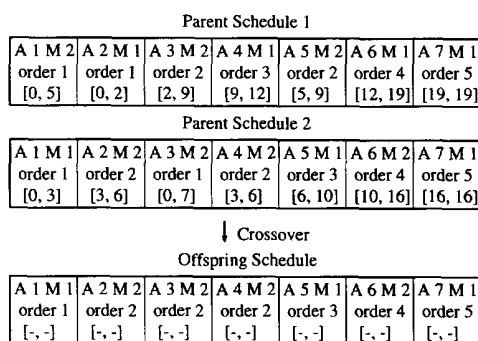 Parent Schedule 1
A 1 M 2 A 2 M 1 A 3 M 2 A 4 M 1 A 5 M 2 A 6 M 1 A 7 M 1
order 1 order 1 order 2 order 3 order 2 order 4 order 5
[0, 5] [0, 2] [2, 9] [9, 12] [5, 9] [12, 19] [19, 19]
Parent Schedule 2
A 1 M 1 A 2 M 2 A 3 M 2 A 4 M 2 A 5 M 1 A 6 M 2 A 7 M 2
order 1 order 2 order 1 order 2 order 3 order 4 order 5
[0, 3] [3, 6] [0, 7] [3, 6] [6, 10] [10, 16] [16, 16]
↓ Crossover
Offspring Schedule
A 1 M 1 A 2 M 2 A 3 M 2 A 4 M 2 A 5 M 1 A 6 M 2 A 7 M 1
order 1 order 2 order 2 order 2 order 3 order 4 order 5
[-, -] [-, -] [-, -] [-, -] [-, -] [-, -] [-, -]